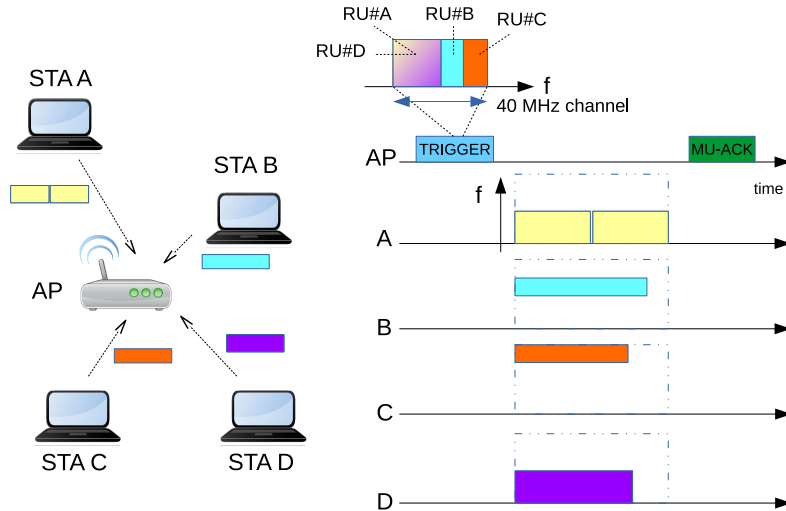 RU#A
RU#B
RU#C
RU#D
f
40 MHz channel
STA A
STA B
AP
STA C
STA D
AP
TRIGGER
MU-ACK
time
f
A
B
C
D